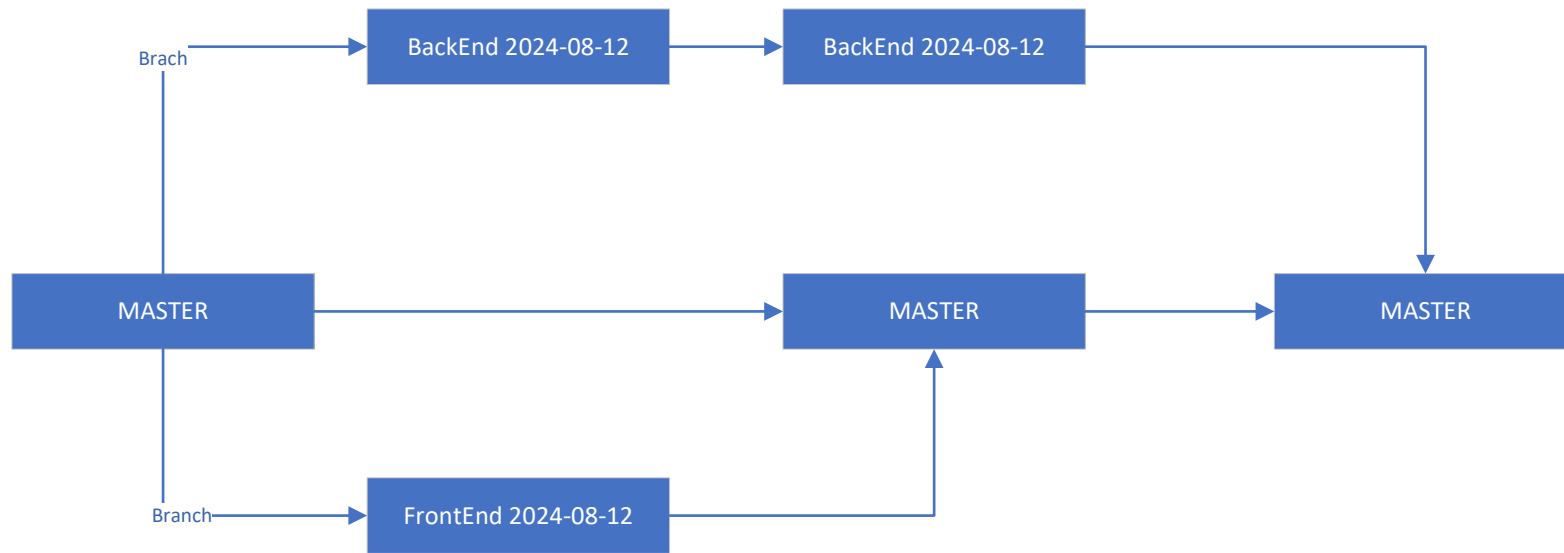 BackEnd 2024-08-12
BackEnd 2024-08-12
Brach
MASTER
MASTER
MASTER
Branch
FrontEnd 2024-08-12